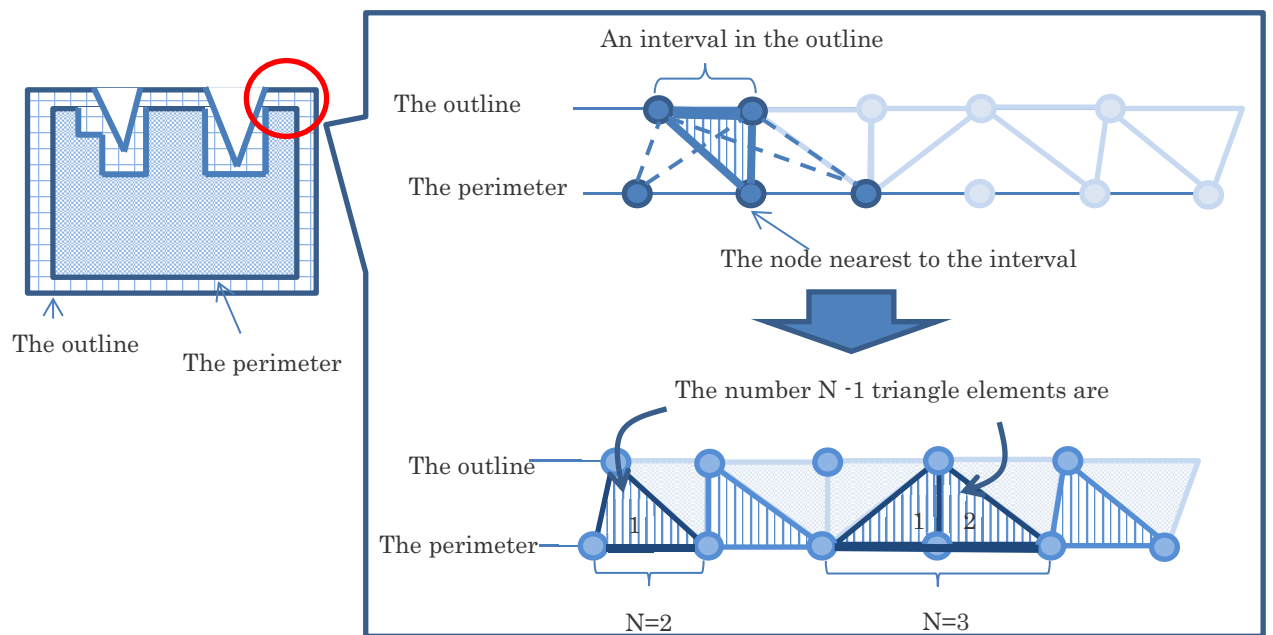 An interval in the outline
The outline
The perimeter
The node nearest to the interval
The outline
The perimeter
The number N -1 triangle elements are
The outline
1
1
2
The perimeter
N=2
N=3